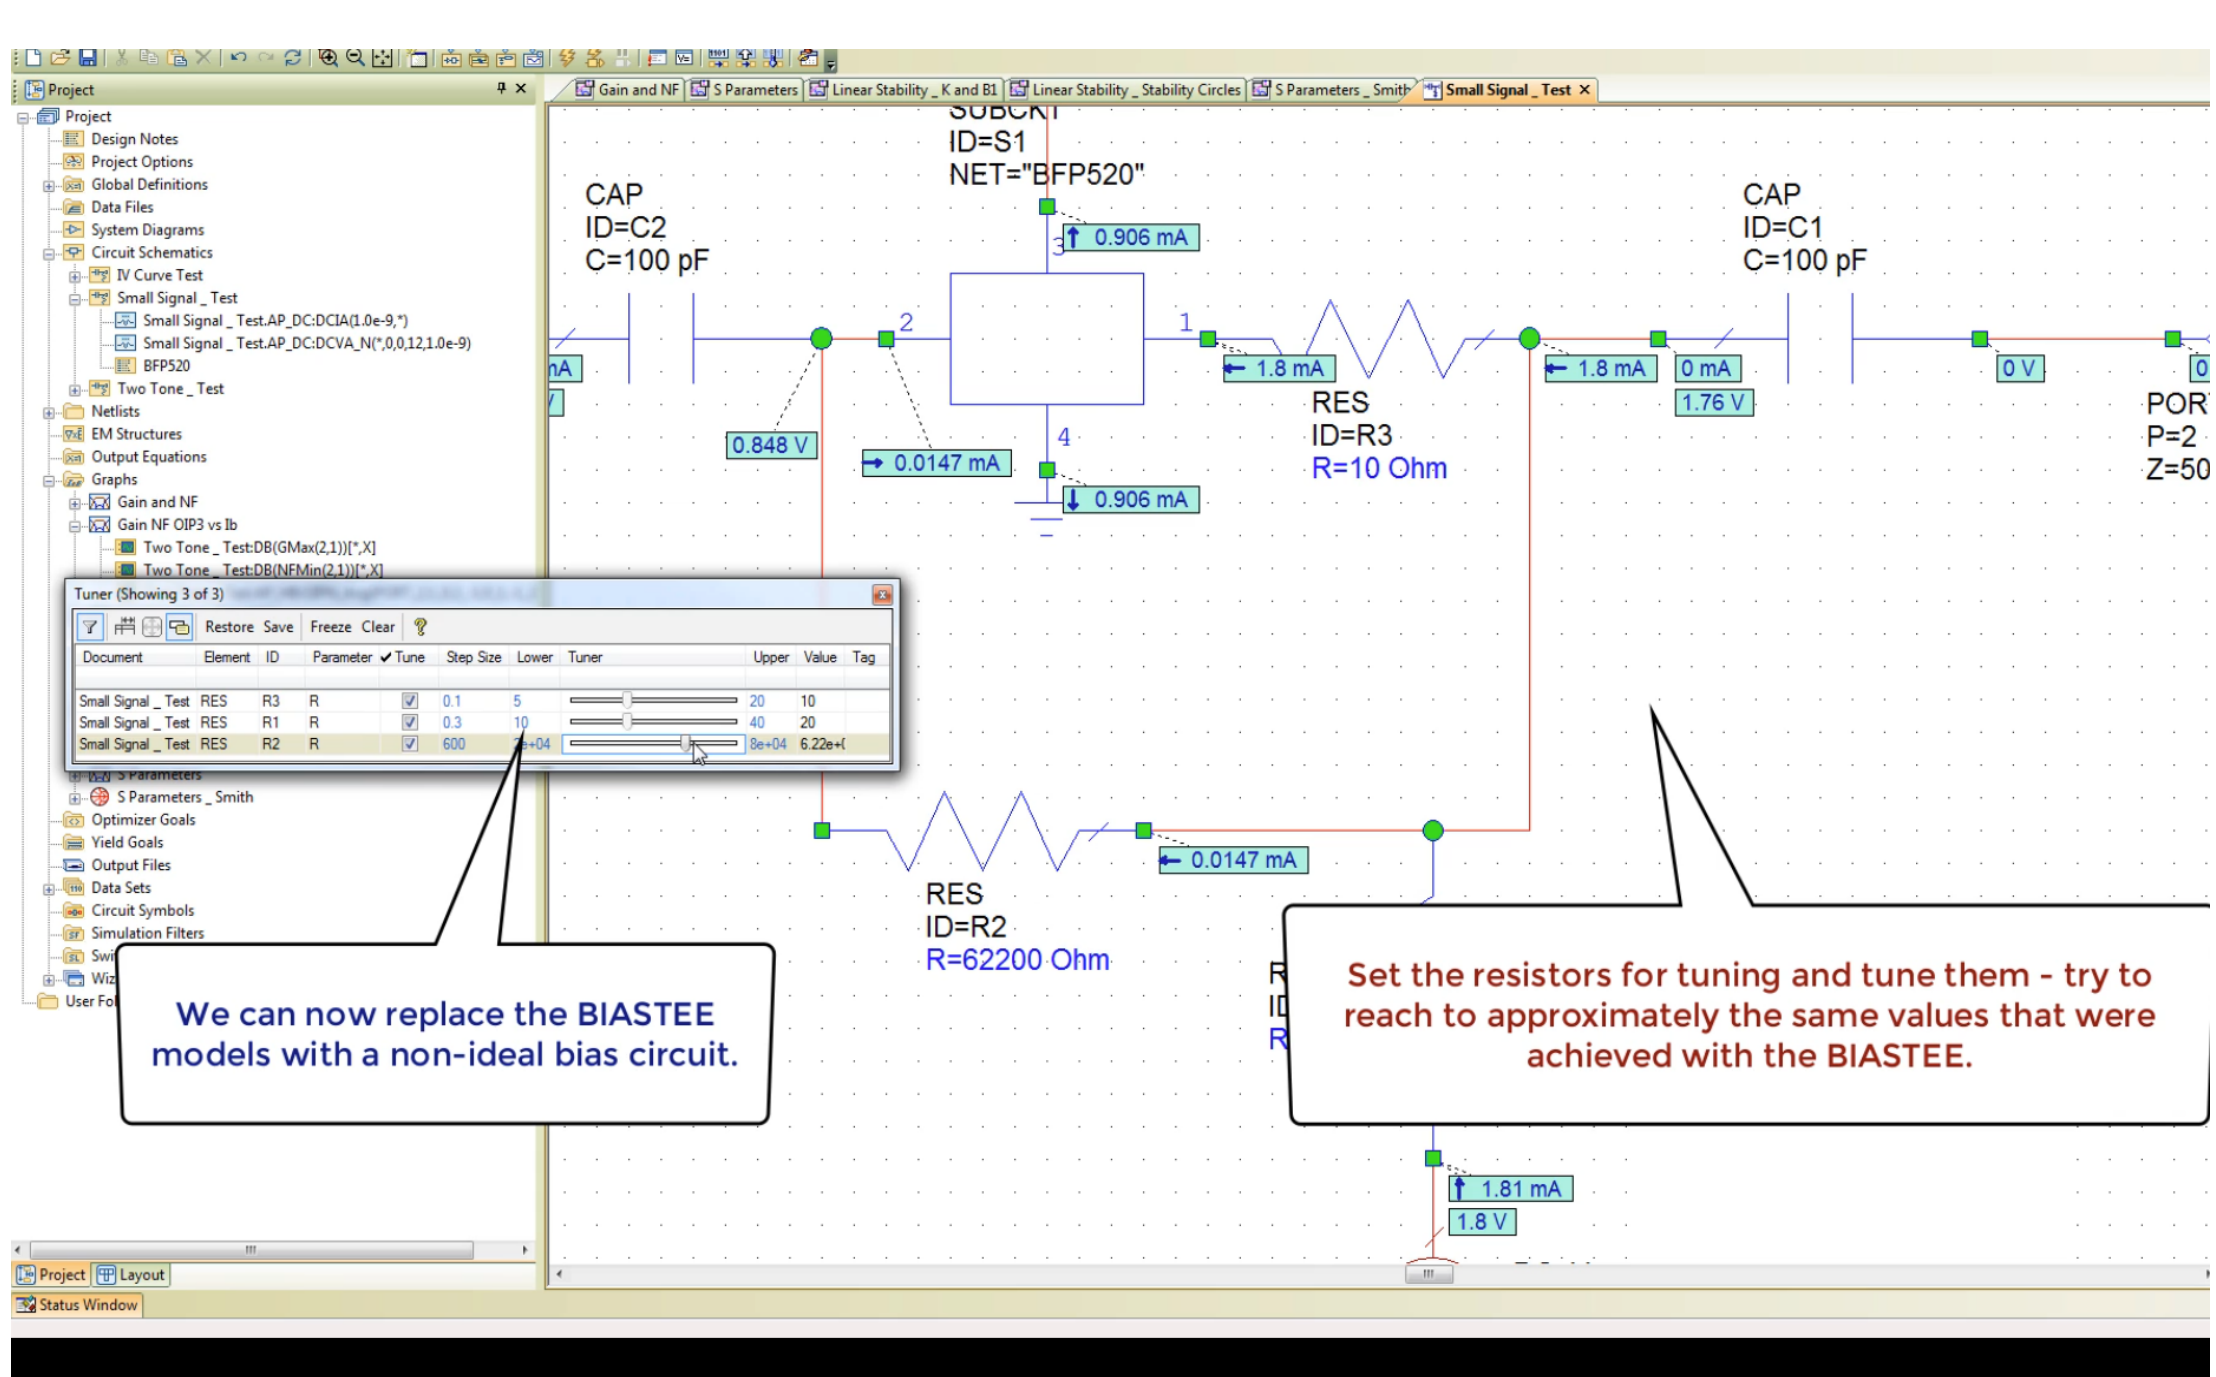 Project
Project
Design Notes
Project Options
Global Definitions
Data Files
System Diagrams
Circuit Schematics
IV Curve Test
Small Signal _ Test
Small Signal _ Test.AP_DC:DCIA(1.0e-9,*)
Small Signal _ Test.AP_DC:DCVA_N(*,0,0,12,1.0e-9)
BFP520
Two Tone _ Test
Netlists
EM Structures
Output Equations
Graphs
Gain and NF
Gain NF OIP3 vs Ib
Two Tone _ Test:DB(GMax(2,1))[*,X]
Two Tone _ Test:DB(NFMin(2,1))[*,X]
Tuner (Showing 3 of 3)
Restore Save Freeze Clear
Document Element ID Parameter Tune Step Size Lower Tuner Upper Value Tag
Small Signal _ Test RES R3 R 0.1 5 20 10
Small Signal _ Test RES R1 R 0.3 10 40 20
Small Signal _ Test RES R2 R 600 8e+04
S Parameters
S Parameters _ Smith
Optimizer Goals
Yield Goals
Output Files
Data Sets
Circuit Symbols
Simulation Filters
Swi
Wiz
User Fol
We can now replace the BIASTEE
models with a non-ideal bias circuit.
Project Layout
Status Window
Gain and NF S Parameters Linear Stability _ K and B1 Linear Stability _ Stability Circles S Parameters _ Smith Small Signal _ Test
SUBCKT
ID=S1
NET="BFP520"
CAP
ID=C2
C=100 pF
0.906 mA
3
CAP
ID=C1
C=100 pF
2
1
mA
1.8 mA
1.8 mA
0 mA
1.76 V
0 V
0
0.848 V
0.0147 mA
4
0.906 mA
RES
ID=R3
R=10 Ohm
POR
P=2
Z=50
0.0147 mA
RES
ID=R2
R=62200 Ohm
Set the resistors for tuning and tune them - try to
reach to approximately the same values that were
achieved with the BIASTEE.
1.81 mA
1.8 V